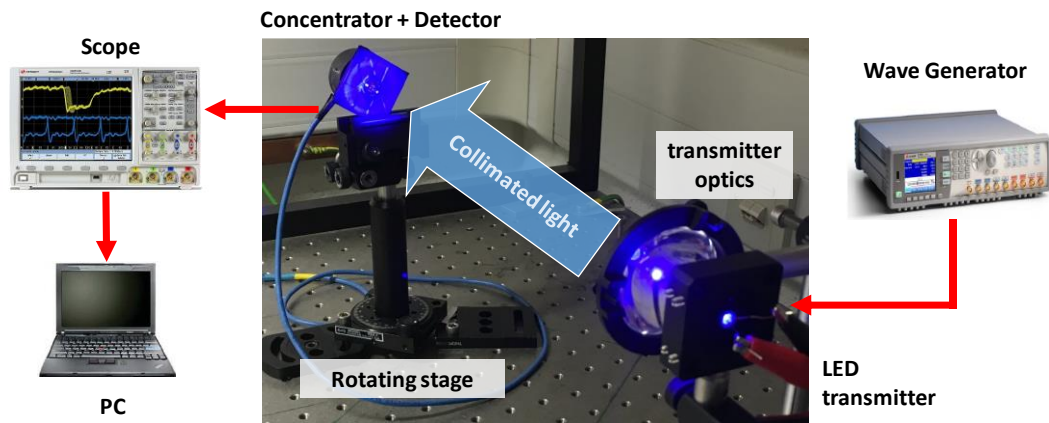 Concentrator + Detector
Scope
Wave Generator
transmitter
optics
Collimated light
Rotating stage
LED
transmitter
PC